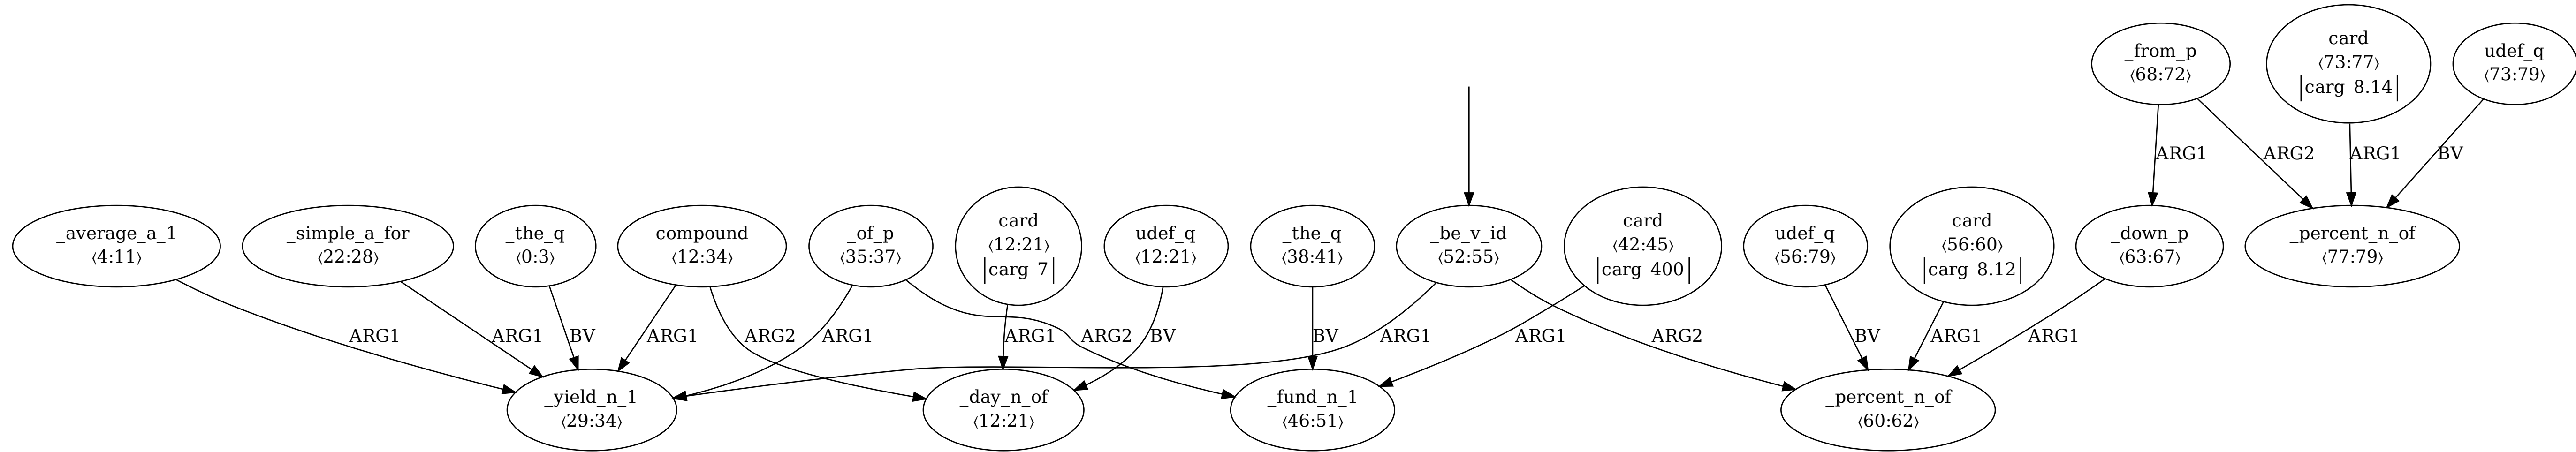 _from_p
⟨68:72⟩
card
⟨73:77⟩
|carg 8.14|
udef_q
⟨73:79⟩
ARG1
ARG2
ARG1
BV
_average_a_1
⟨4:11⟩
_simple_a_for
⟨22:28⟩
_the_q
⟨0:3⟩
compound
⟨12:34⟩
_of_p
⟨35:37⟩
card
⟨12:21⟩
|carg 7|
udef_q
⟨12:21⟩
_the_q
⟨38:41⟩
_be_v_id
⟨52:55⟩
card
⟨42:45⟩
|carg 400|
udef_q
⟨56:79⟩
card
⟨56:60⟩
|carg 8.12|
_down_p
⟨63:67⟩
_percent_n_of
⟨77:79⟩
ARG1
ARG1
BV
ARG1
ARG2
ARG1
ARG1
ARG2
BV
BV
ARG1
ARG1
ARG2
BV
ARG1
ARG1
_yield_n_1
⟨29:34⟩
_day_n_of
⟨12:21⟩
_fund_n_1
⟨46:51⟩
_percent_n_of
⟨60:62⟩